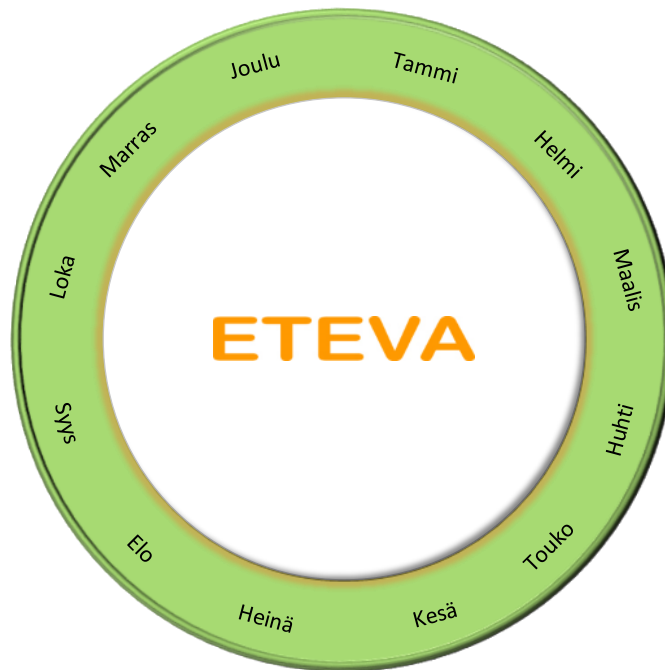 Tammi
Helmi
Maalis
Huhti
Touko
Kesä
Heinä
Elo
Syys
Loka
Marras
Joulu
ETEVA